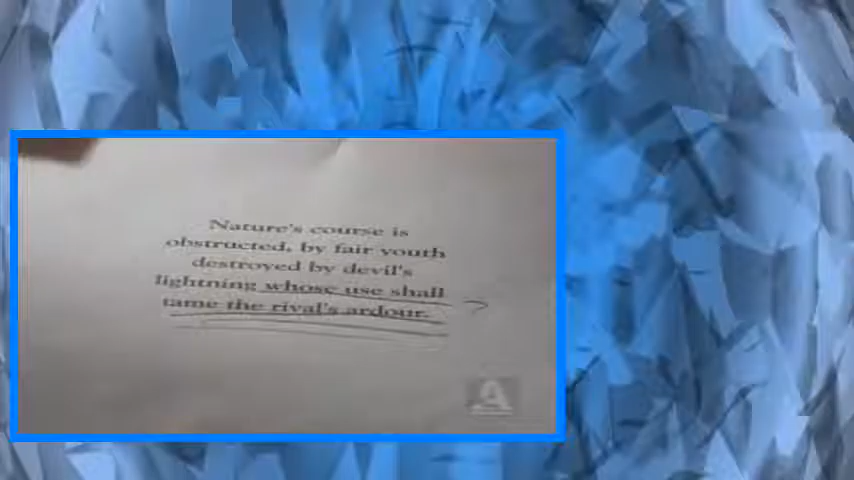 Nature's course is
obstructed, by fair youth
destroyed by devil's
lightning whose use shall
tame the rival's ardour.
A